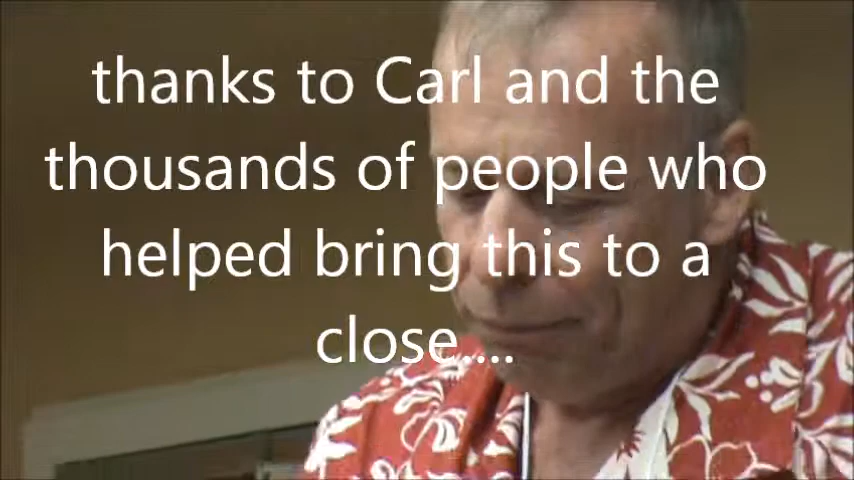 thanks to Carl and the
thousands of people who
helped bring this to a
close....